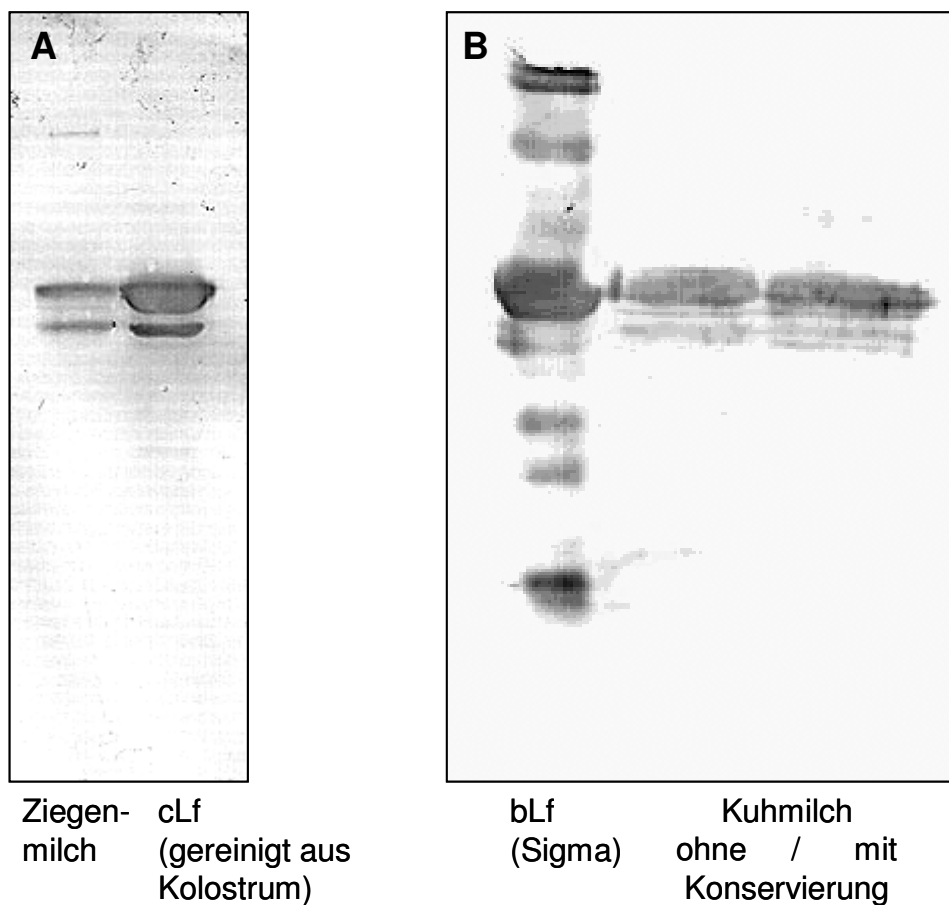 A
B
Ziegen-
milch
cLf
(gereinigt aus
Kolostrum)
bLf
(Sigma)
Kuhmilch
ohne / mit
Konservierung